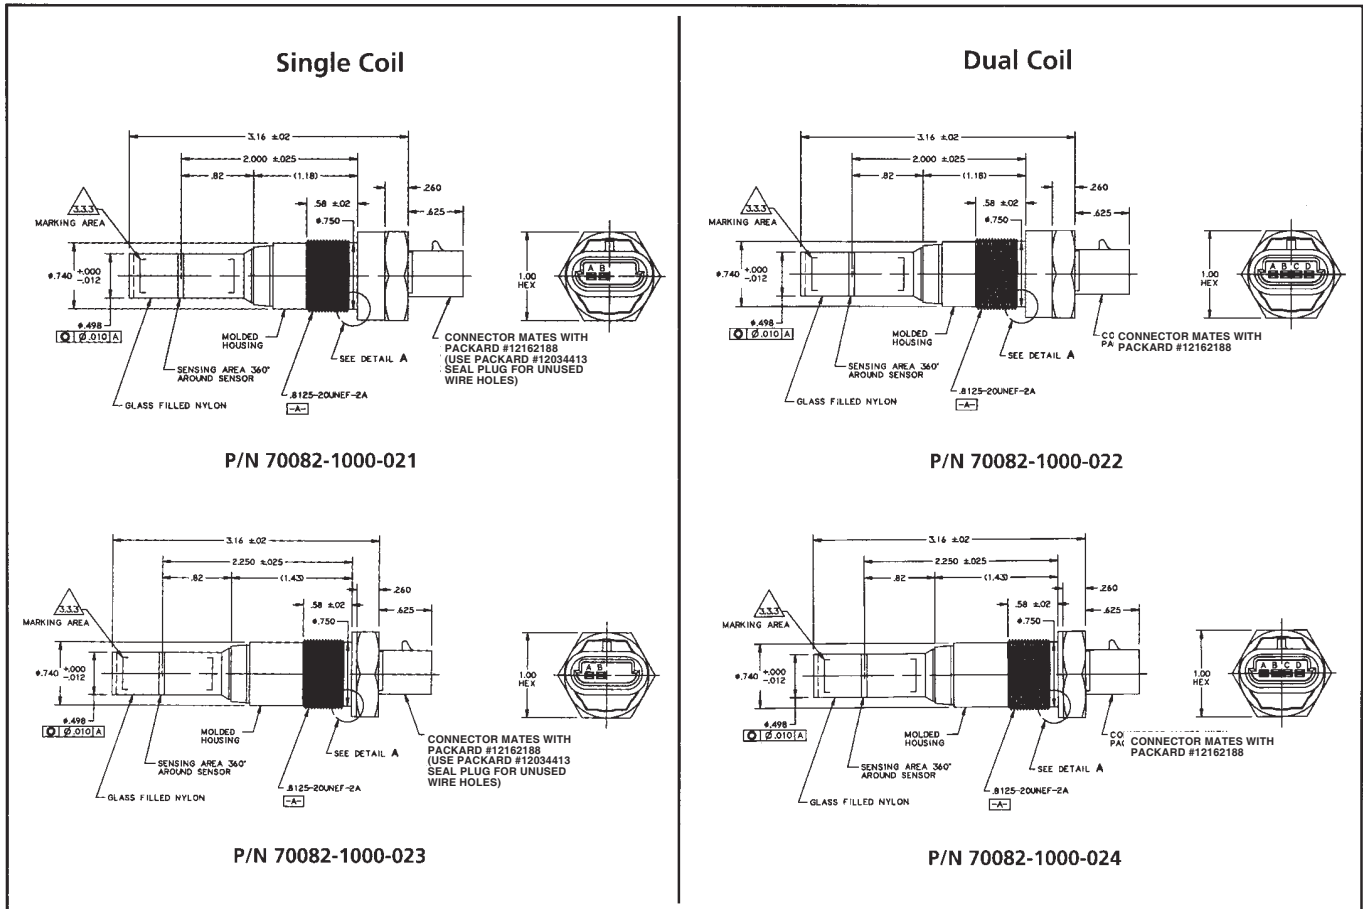 Single Coil
3.16 ±.02
2.000 ±.025
.82
(1.18)
.260
.58 ±.02
.625
ø.750
3.3.3
MARKING AREA
ø.740 +.000 -.012
ø.498
Ø.010 A
MOLDED
HOUSING
SENSING AREA 360°
AROUND SENSOR
GLASS FILLED NYLON
SEE DETAIL A
.8125-20UNEF-2A
-A-
CONNECTOR MATES WITH
PACKARD #12162188
(USE PACKARD #12034413
SEAL PLUG FOR UNUSED
WIRE HOLES)
1.00
HEX
A B
P/N 70082-1000-021
3.16 ±.02
2.250 ±.025
.82
(1.43)
.260
.58 ±.02
.625
ø.750
3.3.3
MARKING AREA
ø.740 +.000 -.012
ø.498
Ø.010 A
MOLDED
HOUSING
SENSING AREA 360°
AROUND SENSOR
GLASS FILLED NYLON
SEE DETAIL A
.8125-20UNEF-2A
-A-
CONNECTOR MATES WITH
PACKARD #12162188
(USE PACKARD #12034413
SEAL PLUG FOR UNUSED
WIRE HOLES)
1.00
HEX
A B
P/N 70082-1000-023
Dual Coil
3.16 ±.02
2.000 ±.025
.82
(1.18)
.260
.58 ±.02
.625
ø.750
3.3.3
MARKING AREA
ø.740 +.000 -.012
ø.498
Ø.010 A
MOLDED
HOUSING
SENSING AREA 360°
AROUND SENSOR
GLASS FILLED NYLON
SEE DETAIL A
.8125-20UNEF-2A
-A-
CONNECTOR MATES WITH
PACKARD #12162188
1.00
HEX
A B C D
P/N 70082-1000-022
3.16 ±.02
2.250 ±.025
.82
(1.43)
.260
.58 ±.02
.625
ø.750
3.3.3
MARKING AREA
ø.740 +.000 -.012
ø.498
Ø.010 A
MOLDED
HOUSING
SENSING AREA 360°
AROUND SENSOR
GLASS FILLED NYLON
SEE DETAIL A
.8125-20UNEF-2A
-A-
CONNECTOR MATES WITH
PACKARD #12162188
1.00
HEX
A B C D
P/N 70082-1000-024